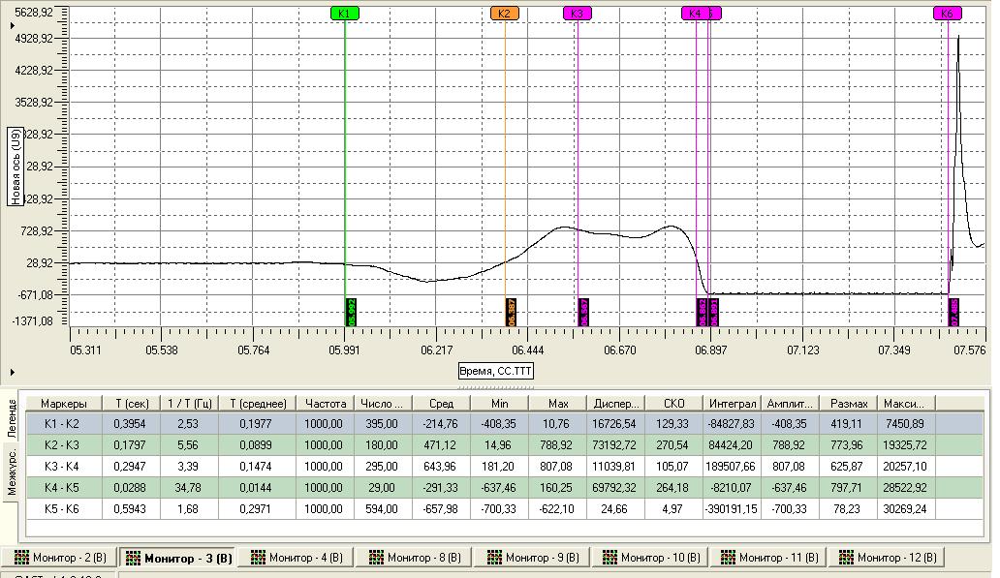 5628,92
4928,92
4228,92
3528,92
28,92
728,92
28,92
-671,08
-1371,08
Новая ось (U9)
K1 K2 K3 K4 K6
05.992 06.387 06.567 06.862 06.891 07.485
05.311 05.538 05.764 05.991 06.217 06.444 06.670 06.897 07.123 07.349 07.576
Время, СС.ТТТ
Легенда
Межкурс.
Маркеры T (сек) 1 / T (Гц) T (среднее) Частота Число ... Сред Min Max Диспер... СКО Интеграл Амплит... Размах Макси...
K1 - K2 0,3954 2,53 0,1977 1000,00 395,00 -214,76 -408,35 10,76 16726,54 129,33 -84827,83 -408,35 419,11 7450,89
K2 - K3 0,1797 5,56 0,0899 1000,00 180,00 471,12 14,96 788,92 73192,72 270,54 84424,20 788,92 773,96 19325,72
K3 - K4 0,2947 3,39 0,1474 1000,00 295,00 643,96 181,20 807,08 11039,81 105,07 189507,66 807,08 625,87 20257,10
K4 - K5 0,0288 34,78 0,0144 1000,00 29,00 -291,33 -637,46 160,25 69792,32 264,18 -8210,07 -637,46 797,71 28522,92
K5 - K6 0,5943 1,68 0,2971 1000,00 594,00 -657,98 -700,33 -622,10 24,66 4,97 -390191,15 -700,33 78,23 30269,24
Монитор - 2 (В) Монитор - 3 (В) Монитор - 4 (В) Монитор - 8 (В) Монитор - 9 (В) Монитор - 10 (В) Монитор - 11 (В) Монитор - 12 (В)